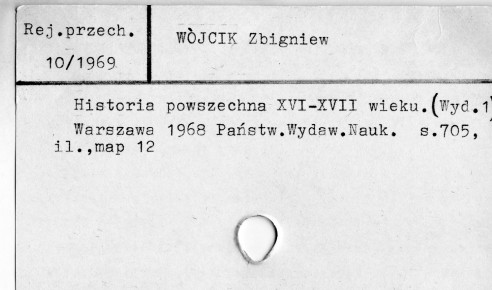 Rej.przech.
10/1969
WÒJCIK Zbigniew
Historia powszechna XVI-XVII wieku.(Wyd.1)
Warszawa 1968 Państw.Wydaw.Nauk. s.705,
il.,map 12